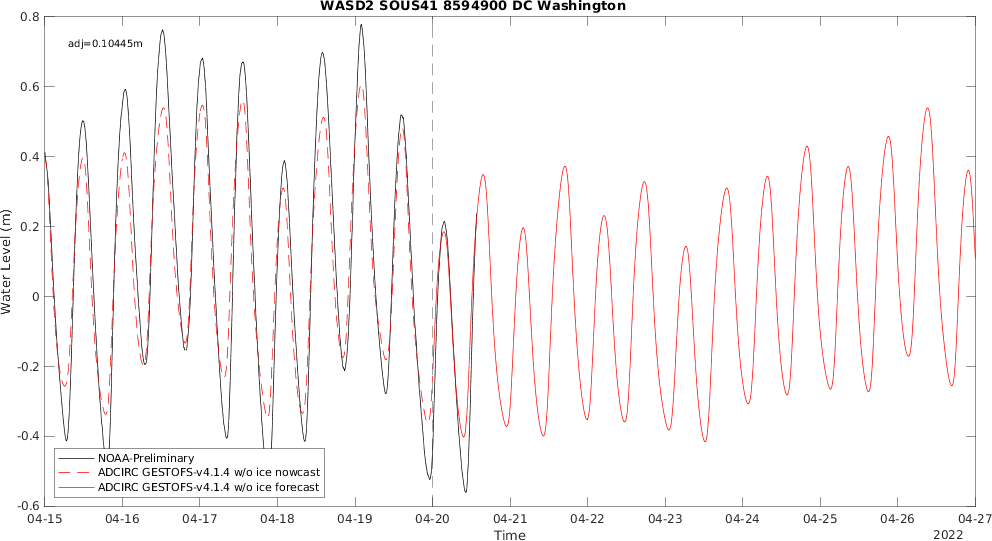 WASD2 SOUS41 8594900 DC Washington
adj=0.10445m
0.8
0.6
0.4
0.2
0
-0.2
-0.4
-0.6
Water Level (m)
NOAA-Preliminary
ADCIRC GESTOFS-v4.1.4 w/o ice nowcast
ADCIRC GESTOFS-v4.1.4 w/o ice forecast
04-15 04-16 04-17 04-18 04-19 04-20 04-21 04-22 04-23 04-24 04-25 04-26 04-27
Time
2022